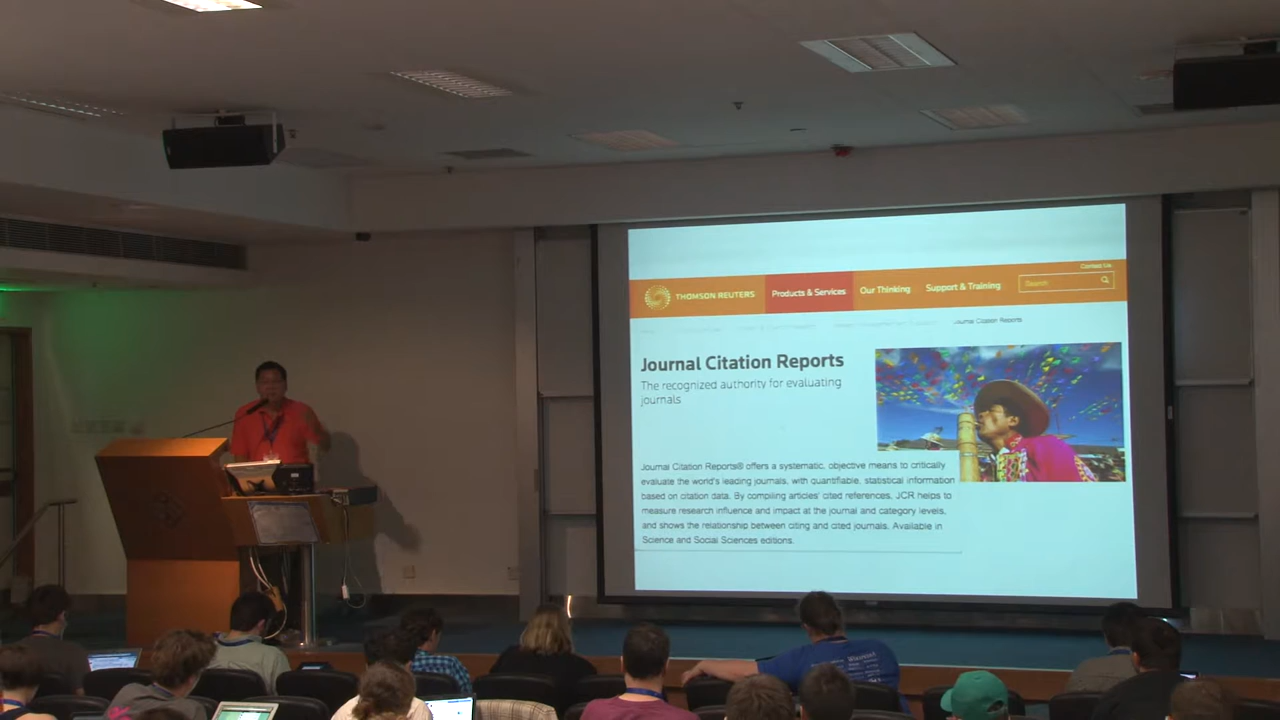 Contact Us
THOMSON REUTERS
Products & Services
Our Thinking
Support & Training
Search
Journal Citation Reports
Journal Citation Reports
The recognized authority for evaluating
journals
Journal Citation Reports® offers a systematic, objective means to critically
evaluate the world's leading journals, with quantifiable, statistical information
based on citation data. By compiling articles' cited references, JCR helps to
measure research influence and impact at the journal and category levels,
and shows the relationship between citing and cited journals. Available in
Science and Social Sciences editions.